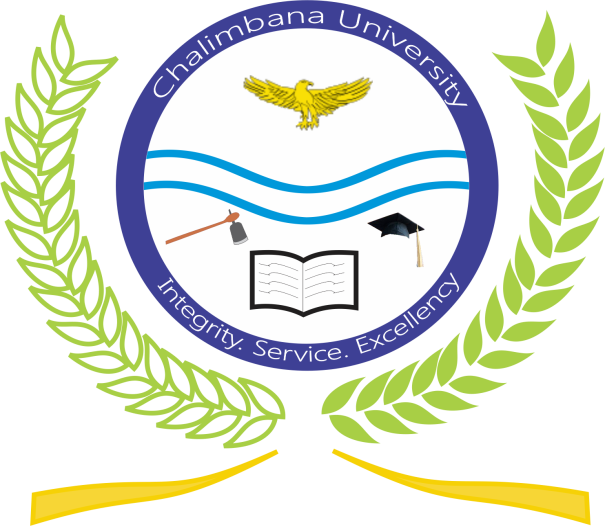 Chalimbana University
Integrity. Service. Excellency